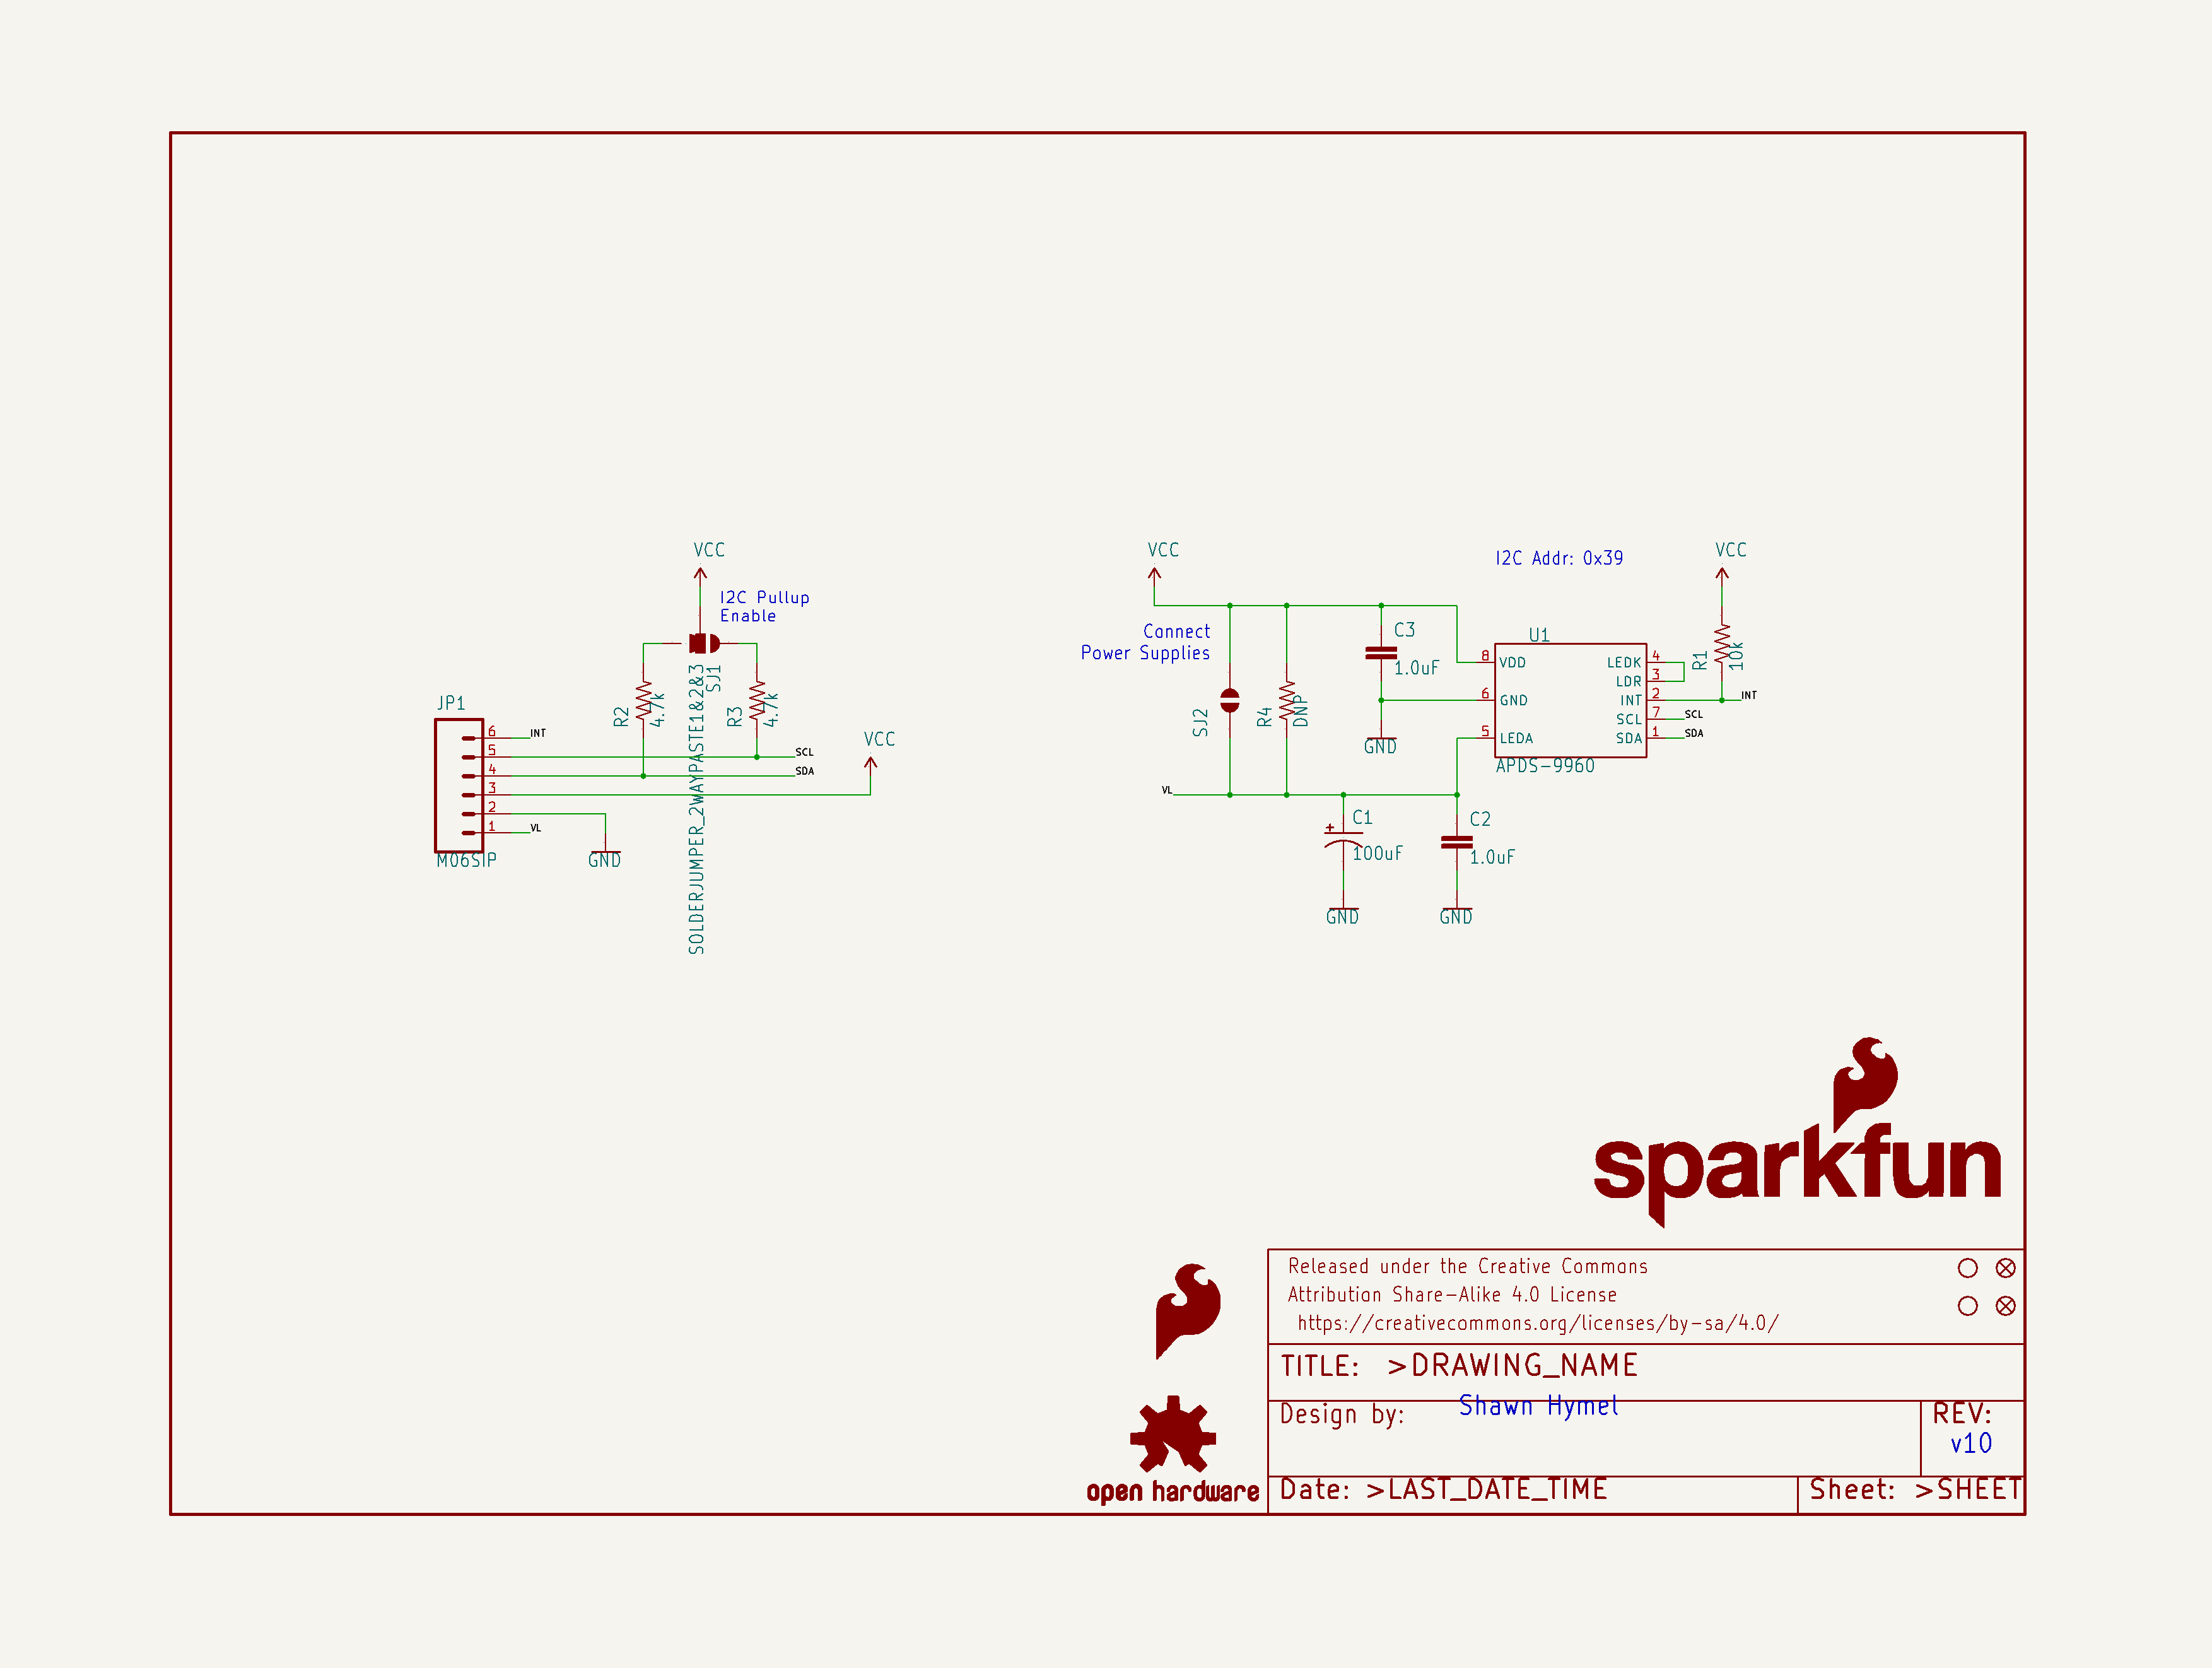 VCC
I2C Pullup
Enable
SJ1
SOLDERJUMPER_2WAYPASTE1&2&3
R2
4.7k
R3
4.7k
JP1
6
INT
5
SCL
4
SDA
3
VCC
2
GND
1
VL
M06SIP
VCC
Connect
Power Supplies
SJ2
R4
DNP
C3
1.0uF
GND
VL
C1
+
100uF
GND
C2
1.0uF
GND
I2C Addr: 0x39
U1
8 VDD
6 GND
5 LEDA
LEDK 4
LDR 3
INT 2
SCL 7
SDA 1
APDS-9960
VCC
R1
10k
INT
SCL
SDA
sparkfun
Released under the Creative Commons
Attribution Share-Alike 4.0 License
https://creativecommons.org/licenses/by-sa/4.0/
TITLE: >DRAWING_NAME
Design by: Shawn Hymel
REV:
v10
open hardware
Date: >LAST_DATE_TIME
Sheet: >SHEET